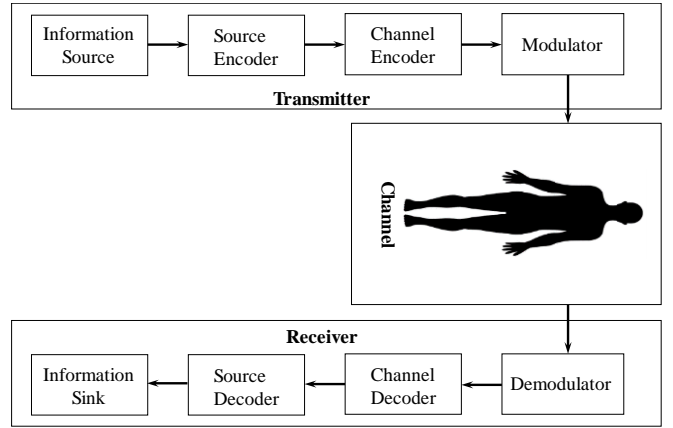 Information
Source
Source
Encoder
Channel
Encoder
Modulator
Transmitter
Channel
Receiver
Information
Sink
Source
Decoder
Channel
Decoder
Demodulator